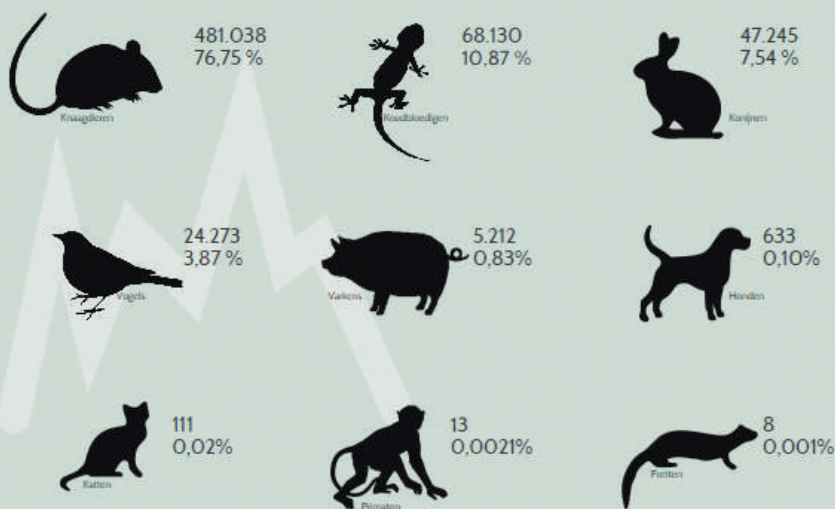 481.038
76,75 %
Knaagdieren
68.130
10.87 %
Koudbloedigen
47.245
7,54 %
Konijnen
24.273
3,87 %
Vogels
5.212
0,83%
Varkens
633
0,10%
Honden
111
0,02%
Katten
13
0,0021%
Primaten
8
0,001%
Fretten